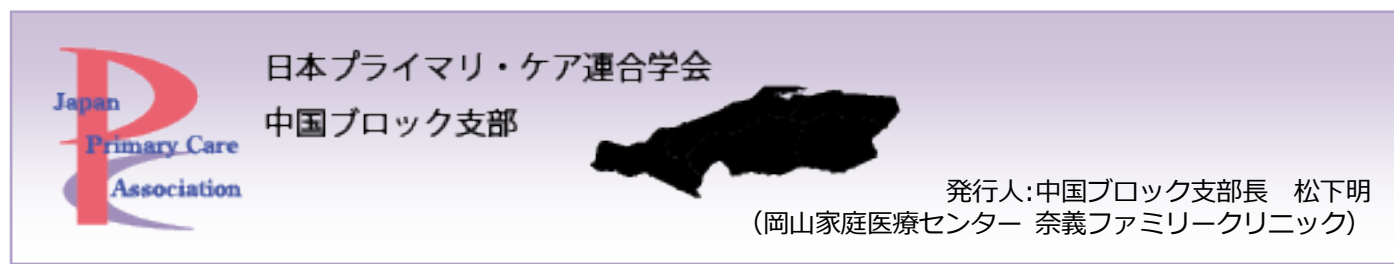 Japan
Primary Care
Association
日本プライマリ・ケア連合学会
中国ブロック支部
発行人:中国ブロック支部長　松下明
（岡山家庭医療センター 奈義ファミリークリニック）